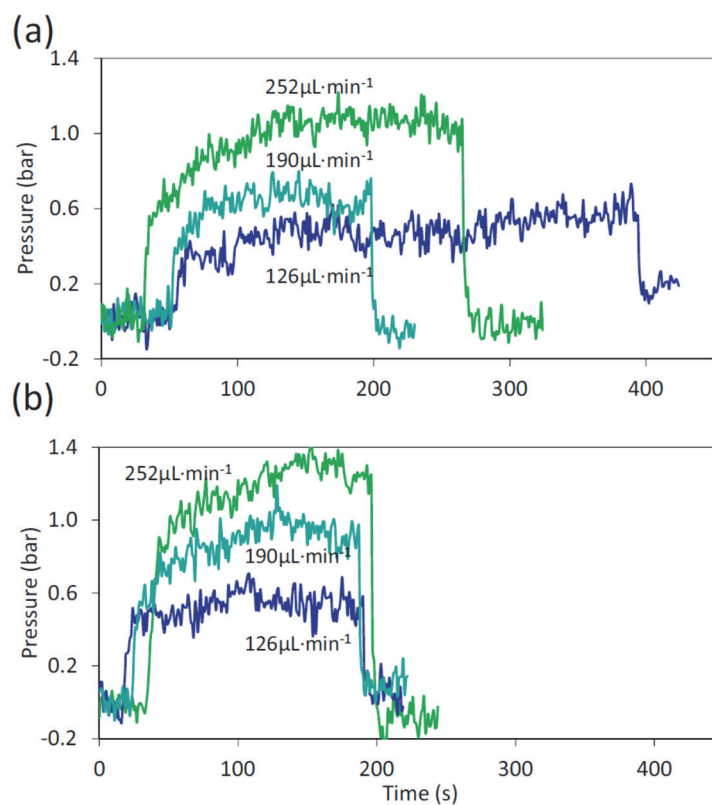 (a)
1.4
252μL·min⁻¹
1.0
190μL·min⁻¹
Pressure (bar)
0.6
126μL·min⁻¹
0.2
-0.2
0 100 200 300 400
(b)
1.4
252μL·min⁻¹
1.0
190μL·min⁻¹
Pressure (bar)
0.6
126μL·min⁻¹
0.2
-0.2
0 100 200 300 400
Time (s)